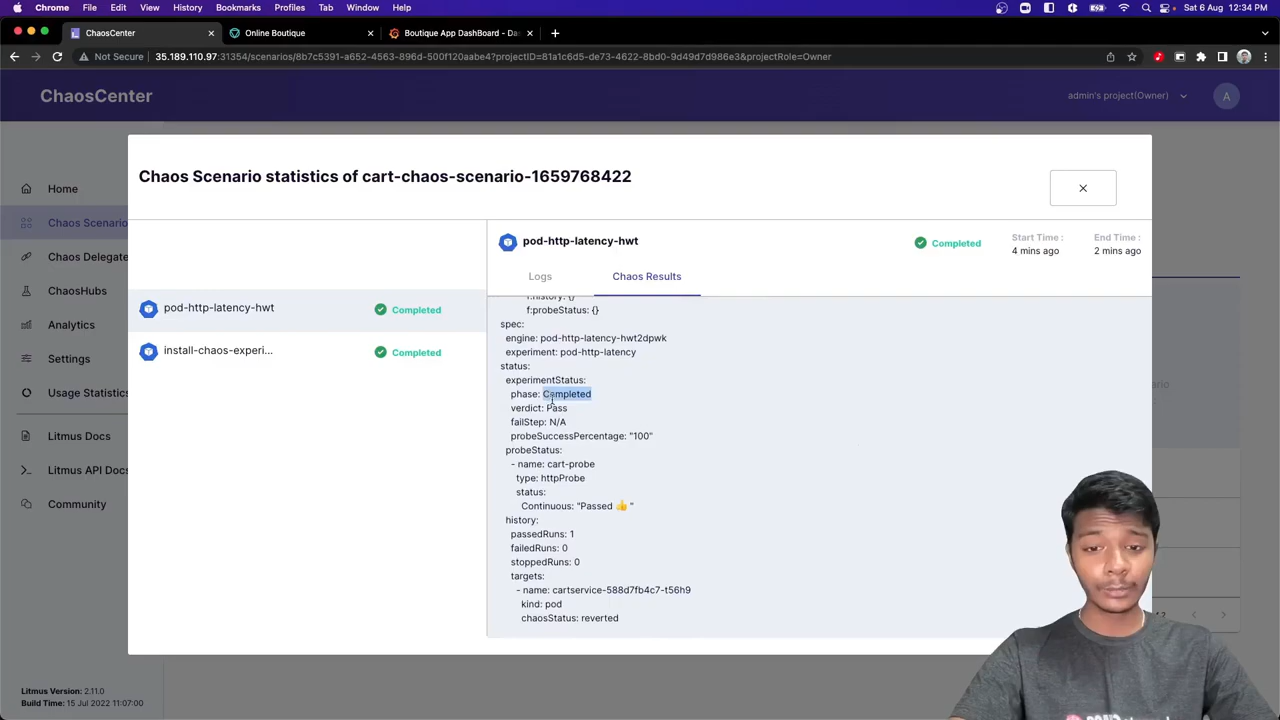 Chrome File Edit View History Bookmarks Profiles Tab Window Help
Sat 6 Aug 12:34 PM
ChaosCenter
Online Boutique
Boutique App DashBoard - Da
Not Secure 35.189.110.97:31354/scenarios/8b7c5391-a652-4563-896d-500f120aabe4?projectID=81a1c6d5-de73-4622-8bd0-9d49d7d986e3&projectRole=Owner
ChaosCenter
admin's project(Owner)
A
Home
Chaos Scenario
Chaos Delegate
ChaosHubs
Analytics
Settings
Usage Statistics
Litmus Docs
Litmus API Docs
Community
Litmus Version: 2.11.0
Build Time: 15 Jul 2022 11:07:00
Chaos Scenario statistics of cart-chaos-scenario-1659768422
pod-http-latency-hwt Completed
install-chaos-experi... Completed
pod-http-latency-hwt
Completed
Start Time :
4 mins ago
End Time :
2 mins ago
Logs
Chaos Results
f:history: {}
f:probeStatus: {}
spec:
engine: pod-http-latency-hwt2dpwk
experiment: pod-http-latency
status:
experimentStatus:
phase: Completed
verdict: Pass
failStep: N/A
probeSuccessPercentage: "100"
probeStatus:
- name: cart-probe
type: httpProbe
status:
Continuous: "Passed 👍 "
history:
passedRuns: 1
failedRuns: 0
stoppedRuns: 0
targets:
- name: cartservice-588d7fb4c7-t56h9
kind: pod
chaosStatus: reverted